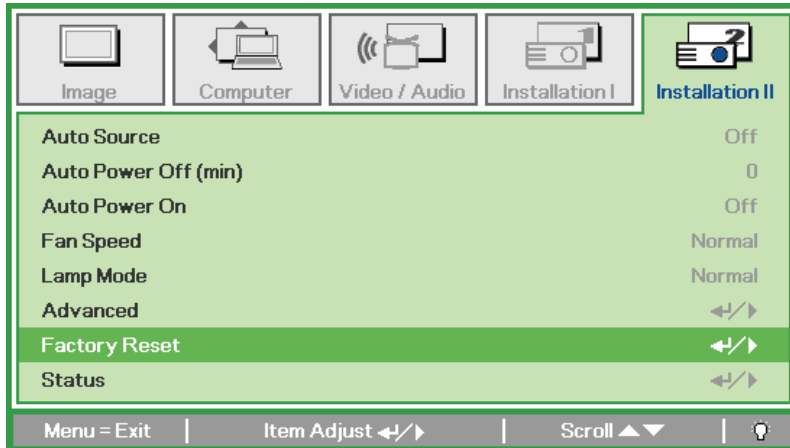 Image Computer Video / Audio Installation I Installation II
Auto Source Off
Auto Power Off (min) 0
Auto Power On Off
Fan Speed Normal
Lamp Mode Normal
Advanced
Factory Reset
Status
Menu = Exit Item Adjust Scroll